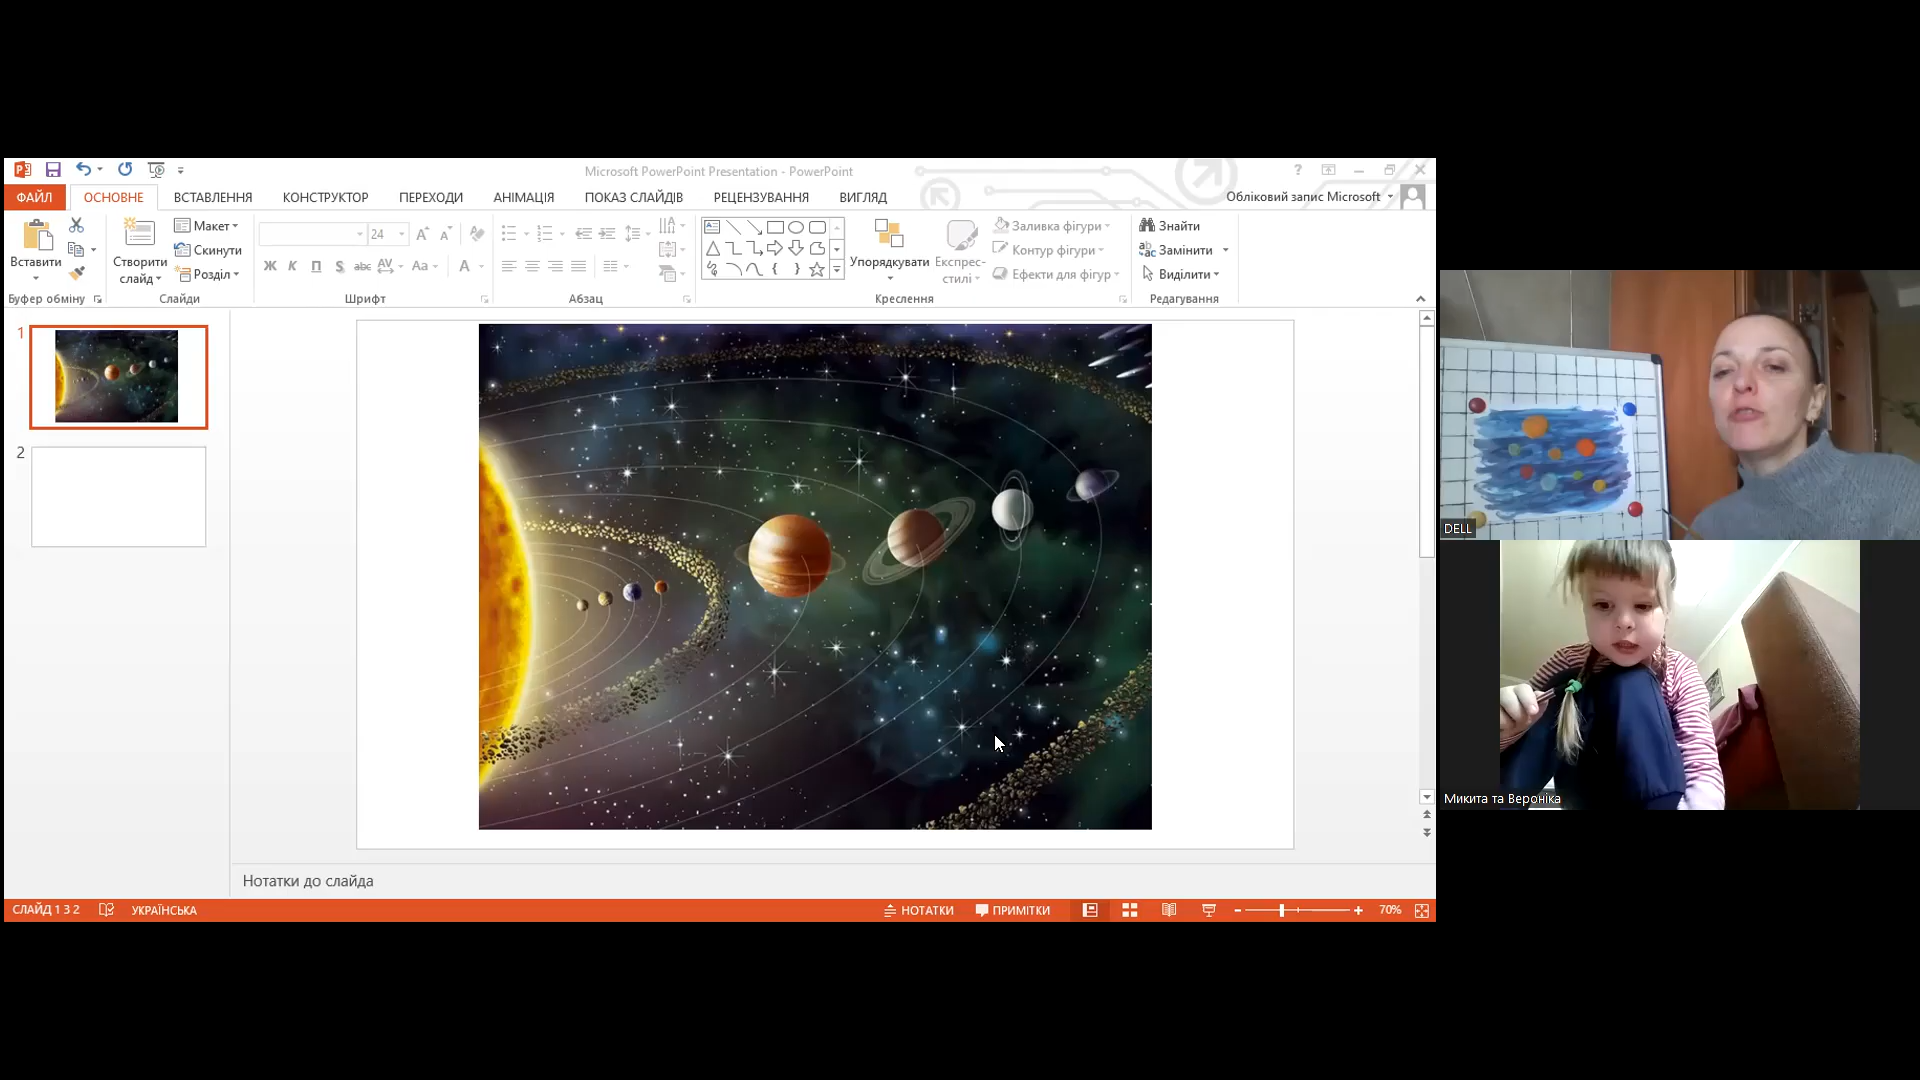 Microsoft PowerPoint Presentation - PowerPoint
ФАЙЛ ОСНОВНЕ ВСТАВЛЕННЯ КОНСТРУКТОР ПЕРЕХОДИ АНІМАЦІЯ ПОКАЗ СЛАЙДІВ РЕЦЕНЗУВАННЯ ВИГЛЯД Обліковий запис Microsoft
Вставити
Створити слайд
Макет
Скинути
Розділ
24
Ж К П S abc AV Aa A
Упорядкувати
Експрес-стилі
Заливка фігури
Контур фігури
Ефекти для фігур
Знайти
Замінити
Виділити
Буфер обміну Слайди Шрифт Абзац Креслення Редагування
1
2
Нотатки до слайда
СЛАЙД 1 З 2 УКРАЇНСЬКА НОТАТКИ ПРИМІТКИ 70%
DELL
Микита та Вероніка